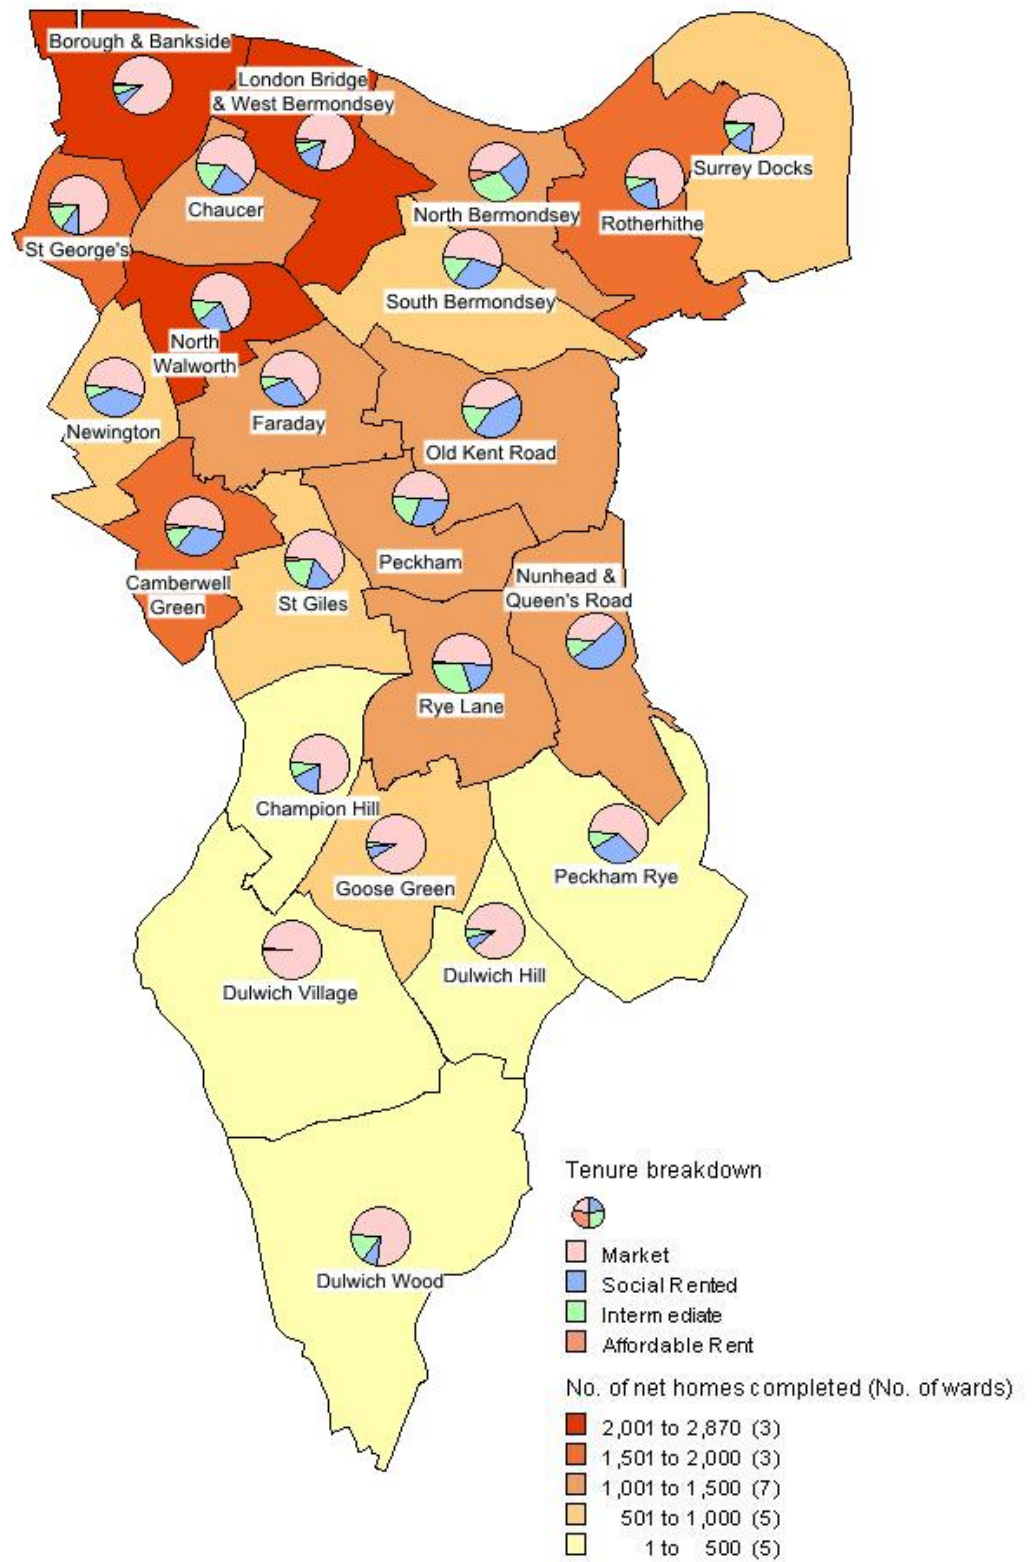 Borough & Bankside
London Bridge
& West Bermondsey
Surrey Docks
Chaucer
North Bermondsey
Rotherhithe
St George's
South Bermondsey
North
Walworth
Newington
Faraday
Old Kent Road
Peckham
Camberwell
Green
St Giles
Nunhead &
Queen's Road
Rye Lane
Champion Hill
Goose Green
Peckham Rye
Dulwich Village
Dulwich Hill
Dulwich Wood
Tenure breakdown
Market
Social Rented
Intermediate
Affordable Rent
No. of net homes completed (No. of wards)
2,001 to 2,870 (3)
1,501 to 2,000 (3)
1,001 to 1,500 (7)
501 to 1,000 (5)
1 to 500 (5)